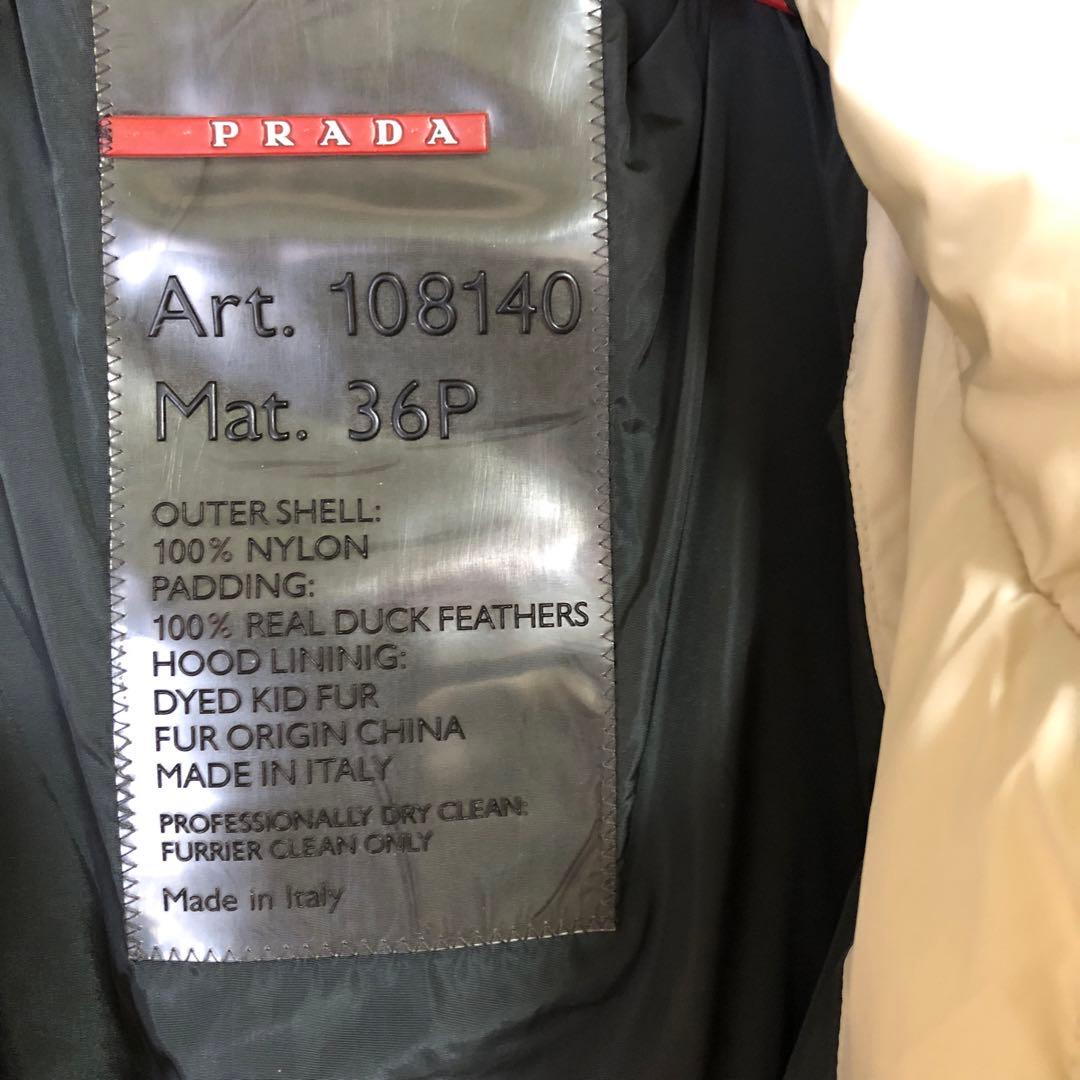 PRADA
Art. 108140
Mat. 36P
OUTER SHELL:
100% NYLON
PADDING:
100% REAL DUCK FEATHERS
HOOD LININIG:
DYED KID FUR
FUR ORIGIN CHINA
MADE IN ITALY
PROFESSIONALLY DRY CLEAN:
FURRIER CLEAN ONLY
Made in Italy